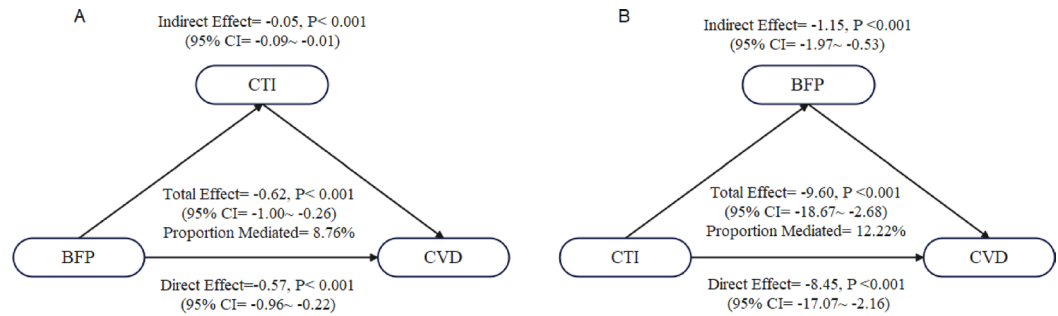 A
Indirect Effect= -0.05, P< 0.001
(95% CI= -0.09~ -0.01)
CTI
Total Effect= -0.62, P< 0.001
(95% CI= -1.00~ -0.26)
Proportion Mediated= 8.76%
BFP
CVD
Direct Effect=-0.57, P< 0.001
(95% CI= -0.96~ -0.22)
B
Indirect Effect= -1.15, P <0.001
(95% CI= -1.97~ -0.53)
BFP
Total Effect= -9.60, P <0.001
(95% CI= -18.67~ -2.68)
Proportion Mediated= 12.22%
CTI
CVD
Direct Effect= -8.45, P <0.001
(95% CI= -17.07~ -2.16)